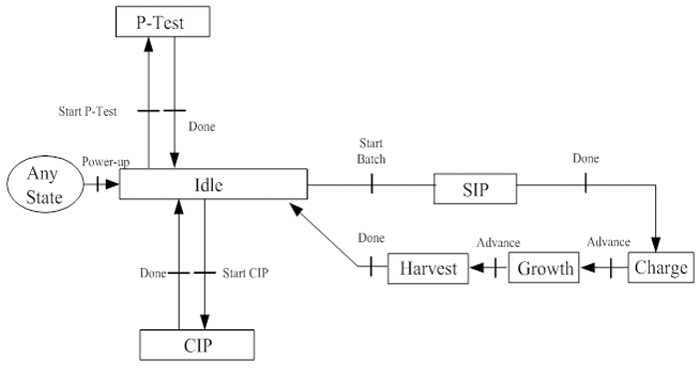 P-Test
Start P-Test
Done
Start
Batch
Done
Power-up
Any
State
Idle
SIP
Done
Advance
Advance
Harvest
Growth
Charge
Done
Start CIP
CIP